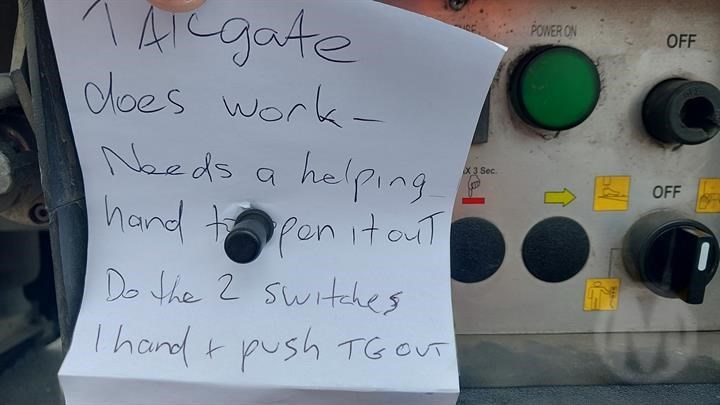 TAILgate
does work-
Needs a helping
hand to open it ouT
Do the 2 switches
1 hand + push TG OUT
POWER ON
OFF
X 3 Sec.
OFF